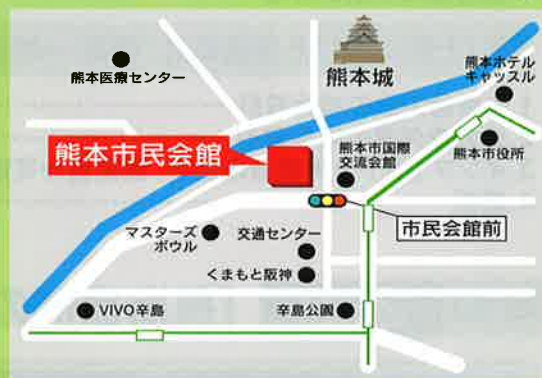 熊本医療センター
熊本城
熊本ホテル
キャッスル
熊本市民会館
熊本市国際
交流会館
熊本市役所
市民会館前
マスターズ
ボウル
交通センター
くまもと阪神
VIVO辛島
辛島公園